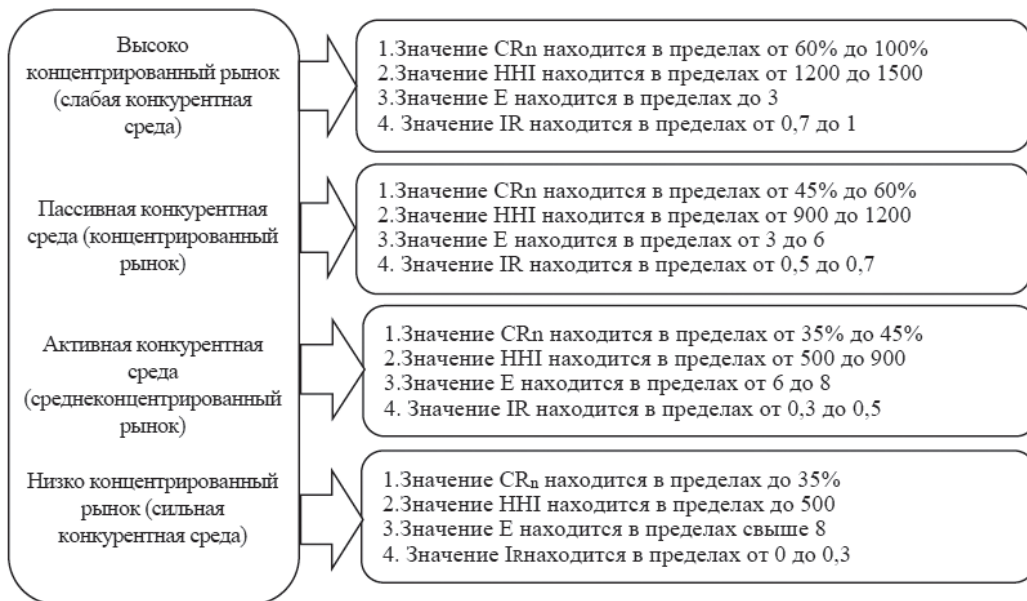 Высоко
концентрированный рынок
(слабая конкурентная
среда)
1.Значение CRn находится в пределах от 60% до 100%
2.Значение HHI находится в пределах от 1200 до 1500
3.Значение E находится в пределах до 3
4. Значение IR находится в пределах от 0,7 до 1
Пассивная конкурентная
среда (концентрированный
рынок)
1.Значение CRn находится в пределах от 45% до 60%
2.Значение HHI находится в пределах от 900 до 1200
3.Значение E находится в пределах от 3 до 6
4. Значение IR находится в пределах от 0,5 до 0,7
Активная конкурентная
среда
(среднеконцентрированный
рынок)
1.Значение CRn находится в пределах от 35% до 45%
2.Значение HHI находится в пределах от 500 до 900
3.Значение E находится в пределах от 6 до 8
4. Значение IR находится в пределах от 0,3 до 0,5
Низко концентрированный
рынок (сильная
конкурентная среда)
1.Значение CRn находится в пределах до 35%
2.Значение HHI находится в пределах до 500
3.Значение E находится в пределах свыше 8
4. Значение IRнаходится в пределах от 0 до 0,3